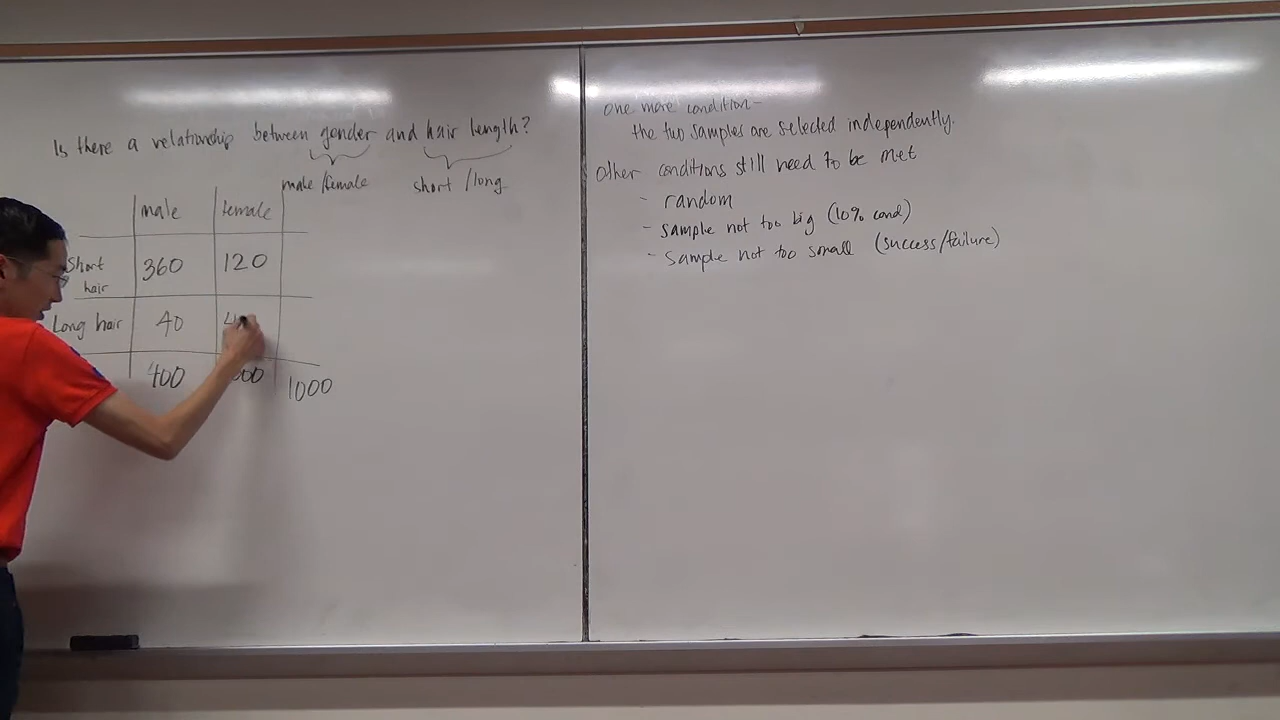 Is there a relationship between gender and hair length?
male/female short/long
male female
Short hair 360 120
Long hair 40
400 1000
One more condition-
the two samples are selected independently.
Other conditions still need to be met
- random
- sample not too big (10% cond)
- sample not too small (success/failure)